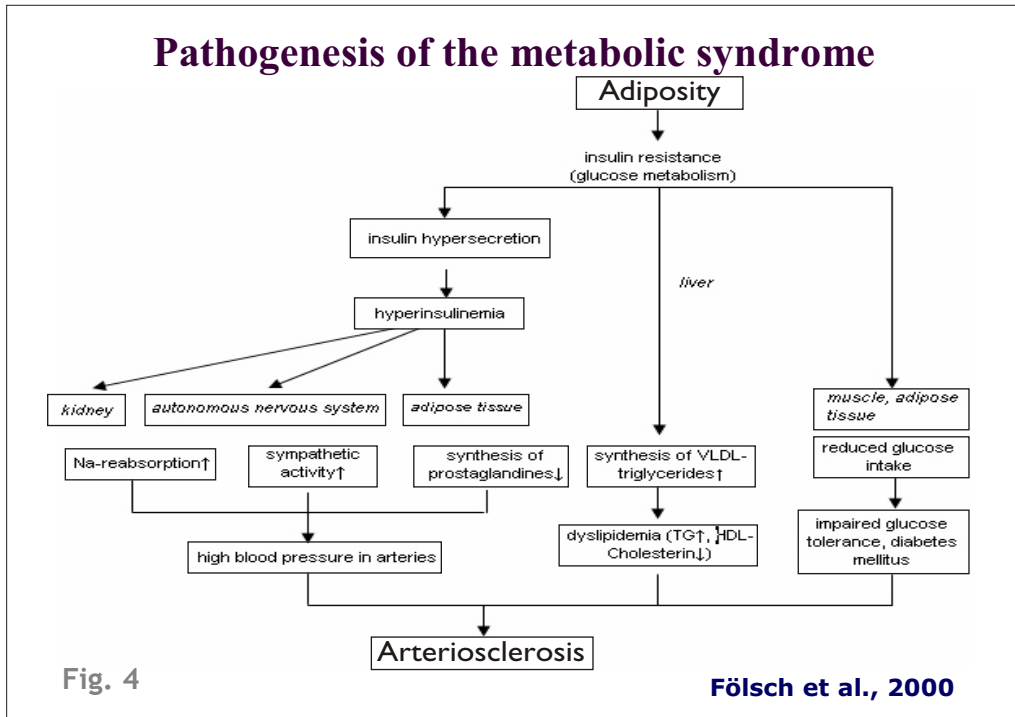 Pathogenesis of the metabolic syndrome
Adiposity
insulin resistance
(glucose metabolism)
insulin hypersecretion
liver
hyperinsulinemia
kidney
autonomous nervous system
adipose tissue
muscle, adipose
tissue
Na-reabsorption↑
sympathetic
activity↑
synthesis of
prostaglandines↓
synthesis of VLDL-
triglycerides↑
reduced glucose
intake
high blood pressure in arteries
dyslipidemia (TG↑, HDL-
Cholesterin↓)
impaired glucose
tolerance, diabetes
mellitus
Arteriosclerosis
Fig. 4
Fölsch et al., 2000